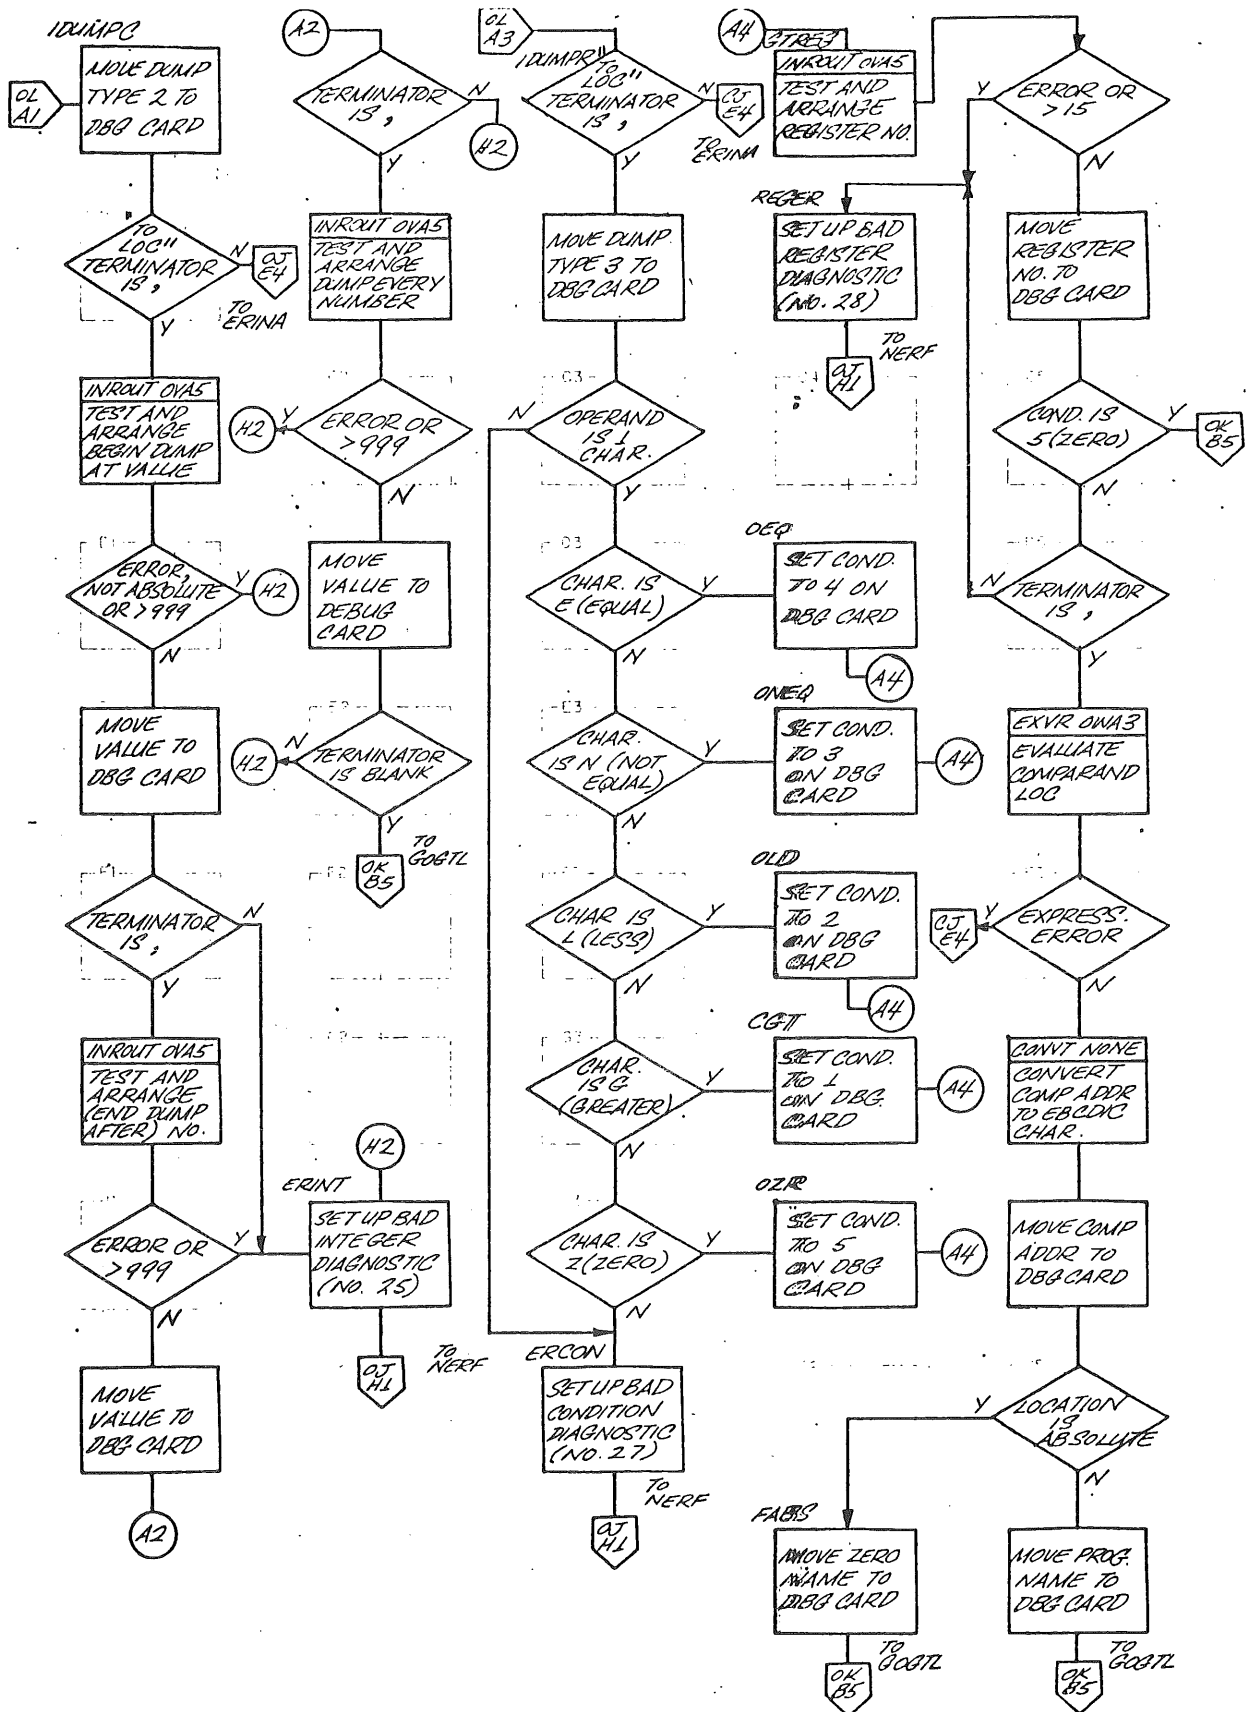 IDUMPC
OL
A1
MOVE DUMP
TYPE 2 TO
DBG CARD
TO
LOC"
TERMINATOR
IS ,
N
OJ
E4
TO
ERINA
Y
INROUT OVA5
TEST AND
ARRANGE
BEGIN DUMP
AT VALUE
ERROR,
NOT ABSOLUTE
OR >999
Y
H2
N
MOVE
VALUE TO
DBG CARD
TERMINATOR
IS ,
N
Y
INROUT OVA5
TEST AND
ARRANGE
(END DUMP
AFTER) NO.
ERROR OR
>999
Y
N
MOVE
VALUE TO
DBG CARD
A2
A2
TERMINATOR
IS ,
N
H2
Y
INROUT OVA5
TEST AND
ARRANGE
DUMP EVERY
NUMBER
ERROR OR
>999
Y
H2
N
MOVE
VALUE TO
DEBUG
CARD
TERMINATOR
IS BLANK
N
H2
Y
TO
GOGTL
OK
B5
H2
ERINT
SET UP BAD
INTEGER
DIAGNOSTIC
(NO. 25)
TO
NERF
OJ
H1
OL
A3
IDUMPR
"TO
LOC"
TERMINATOR
IS ,
N
CJ
E4
TO
ERINA
Y
MOVE DUMP
TYPE 3 TO
DBG CARD
C3
OPERAND
IS 1
CHAR.
N
Y
D3
CHAR. IS
E (EQUAL)
Y
N
E3
CHAR.
IS N (NOT
EQUAL)
Y
N
CHAR IS
L (LESS)
Y
N
CHAR.
IS G
(GREATER)
Y
N
CHAR. IS
Z (ZERO)
Y
N
ERCON
SET UP BAD
CONDITION
DIAGNOSTIC
(NO. 27)
TO
NERF
OJ
H1
A4
GTREG
INROUT OVA5
TEST AND
ARRANGE
REGISTER NO.
REGER
SET UP BAD
REGISTER
DIAGNOSTIC
(NO. 28)
TO
NERF
OJ
H1
OEQ
SET COND.
TO 4 ON
DBG CARD
A4
ONEQ
SET COND.
TO 3
ON DBG
CARD
A4
OLD
SET COND.
TO 2
ON DBG
CARD
A4
CGTT
SET COND.
TO 1
ON DBG
CARD
A4
OZR
SET COND.
TO 5
ON DBG
CARD
A4
ERROR OR
>15
Y
N
MOVE
REGISTER
NO. TO
DBG CARD
COND. IS
5 (ZERO)
Y
OK
B5
N
TERMINATOR
IS ,
N
Y
EXVR OWA3
EVALUATE
COMPARAND
LOC
EXPRESS.
ERROR
Y
CJ
E4
N
CONVT NONE
CONVERT
COMP ADDR
TO EBCDIC
CHAR.
MOVE COMP
ADDR TO
DBG CARD
LOCATION
IS
ABSOLUTE
Y
N
FABS
MOVE ZERO
NAME TO
DBG CARD
TO
GOGTL
OK
B5
MOVE PROG.
NAME TO
DBG CARD
TO
GOGTL
OK
B5